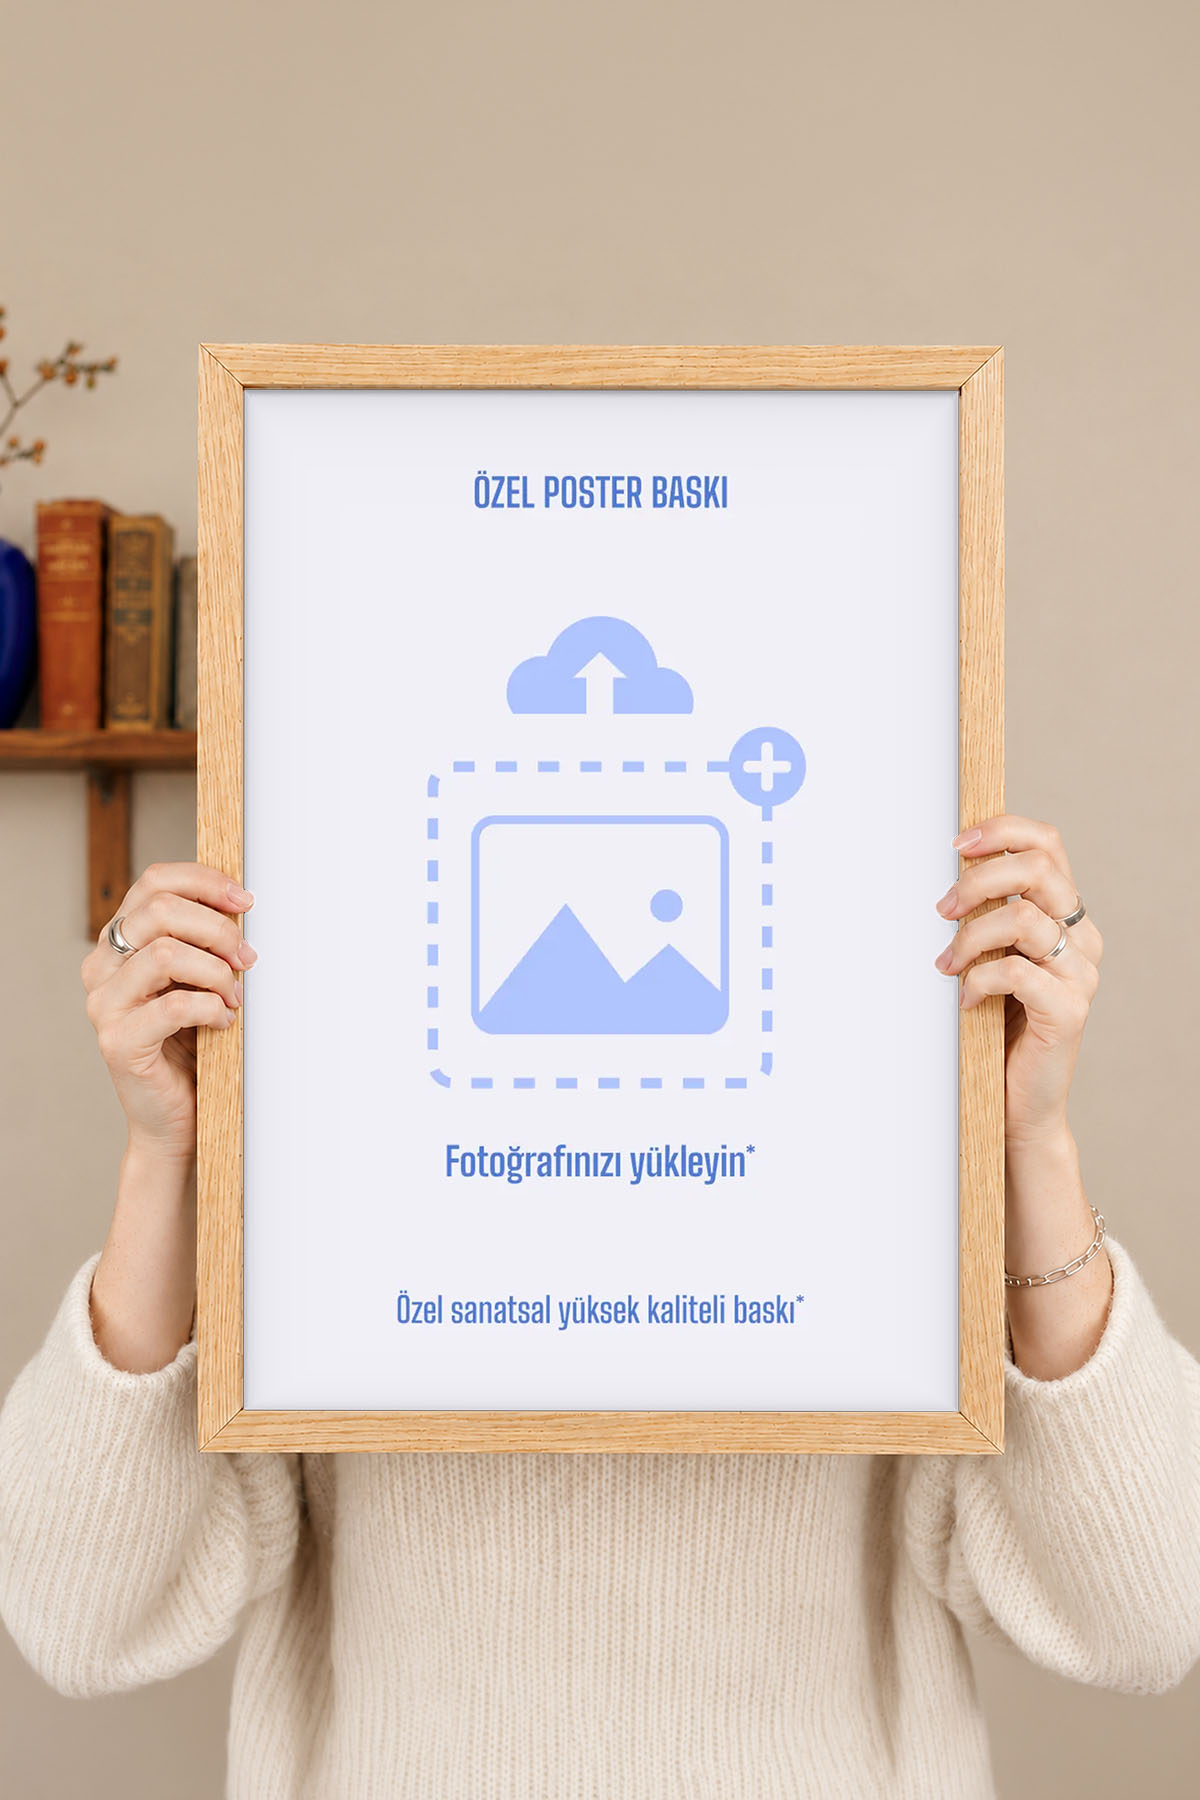 ÖZEL POSTER BASKI
Fotoğrafınızı yükleyin*
Özel sanatsal yüksek kaliteli baskı*